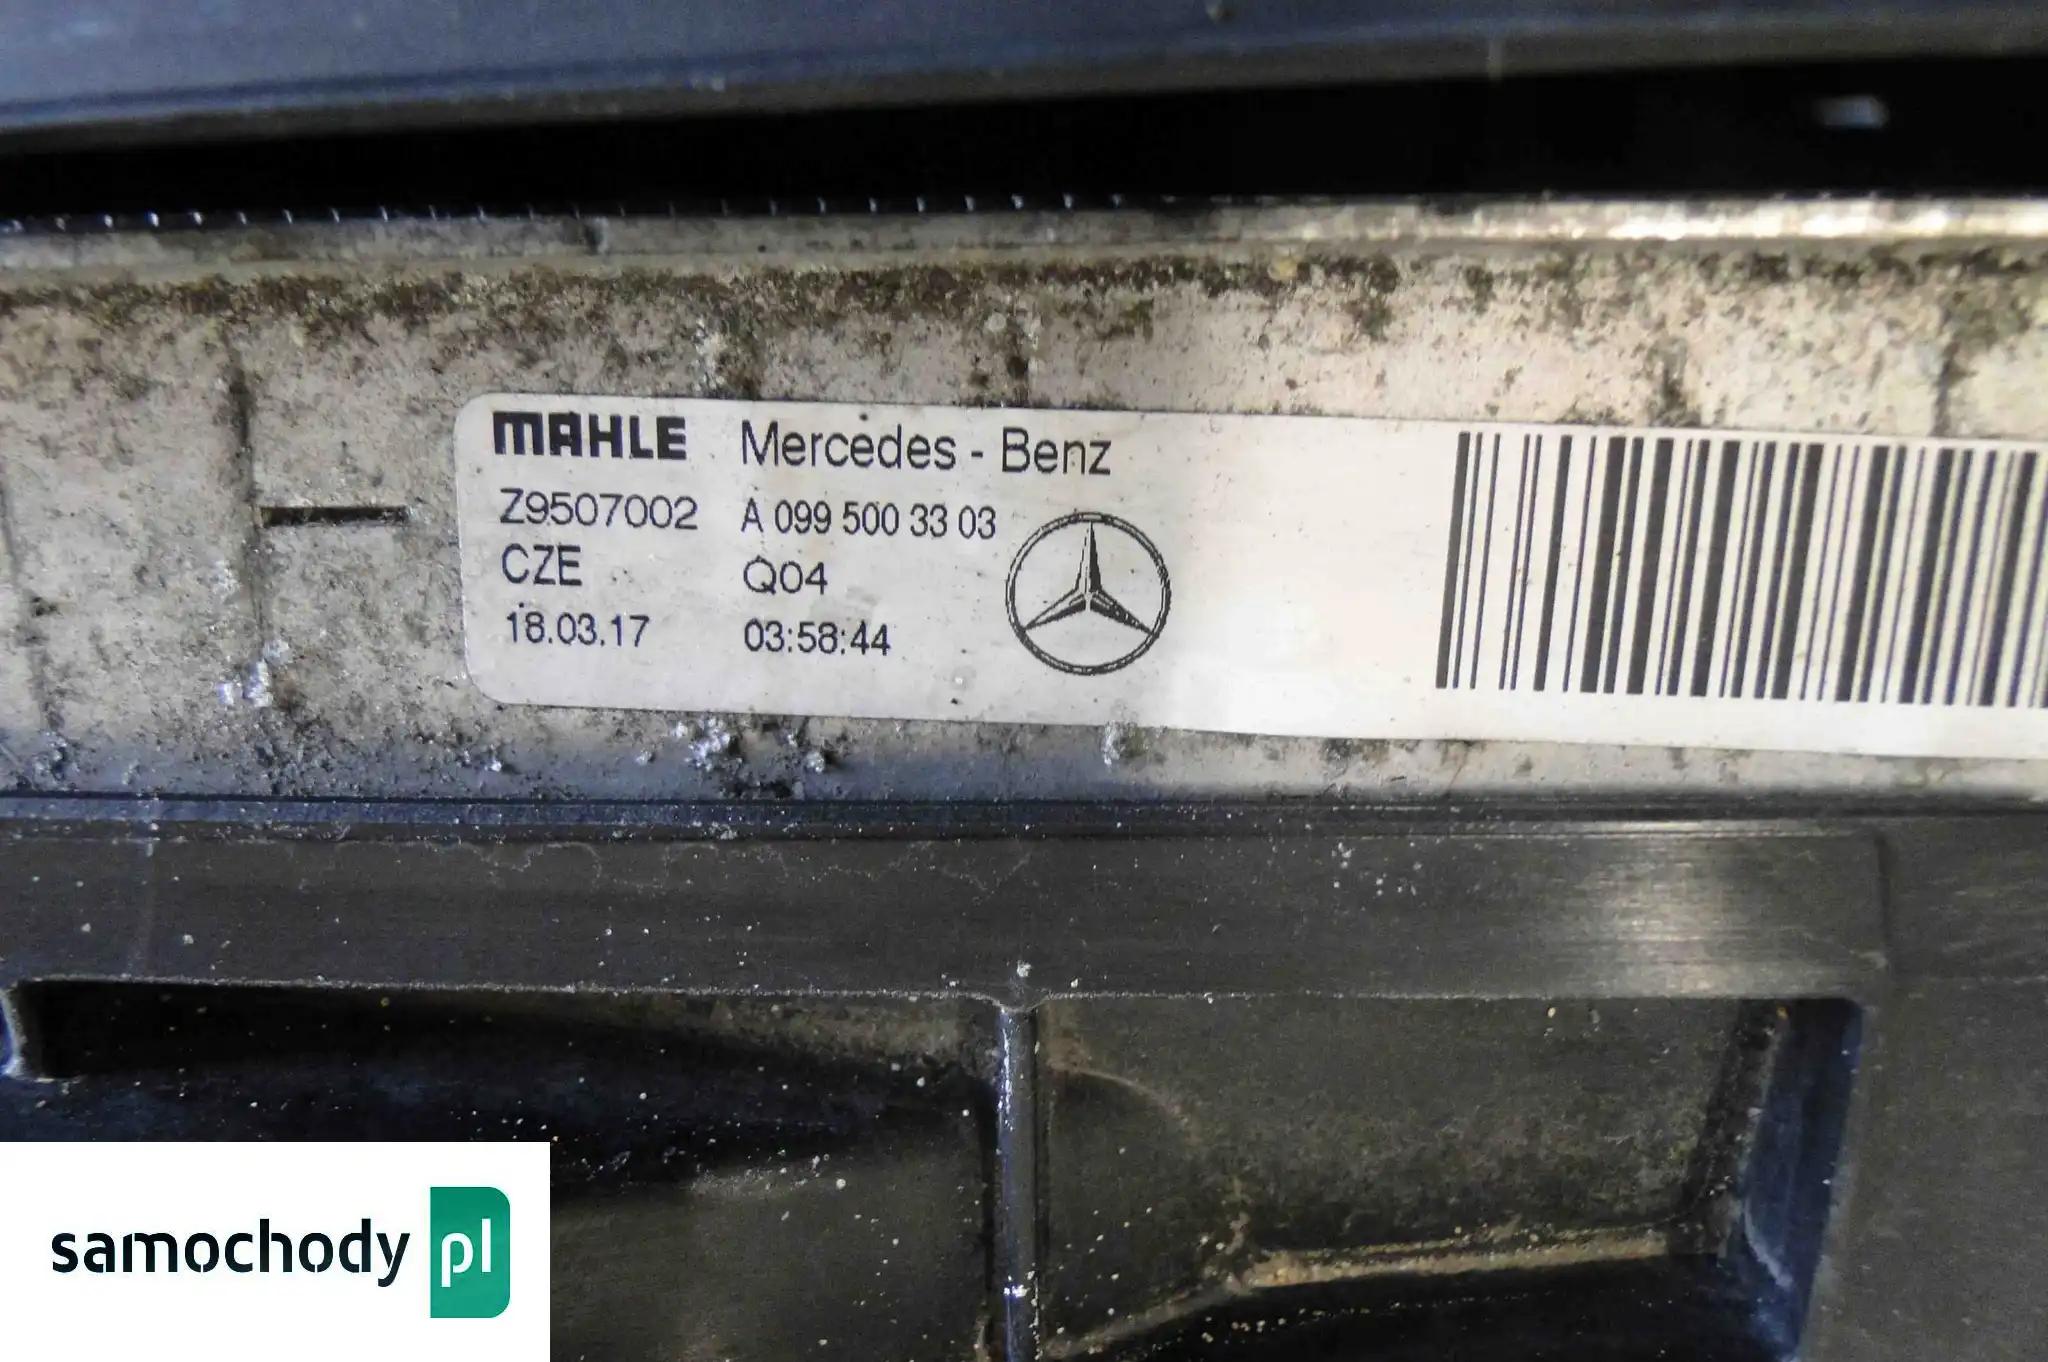 MAHLE Mercedes - Benz
Z9507002 A 099 500 33 03
CZE Q04
18.03.17 03:58:44
samochody pl